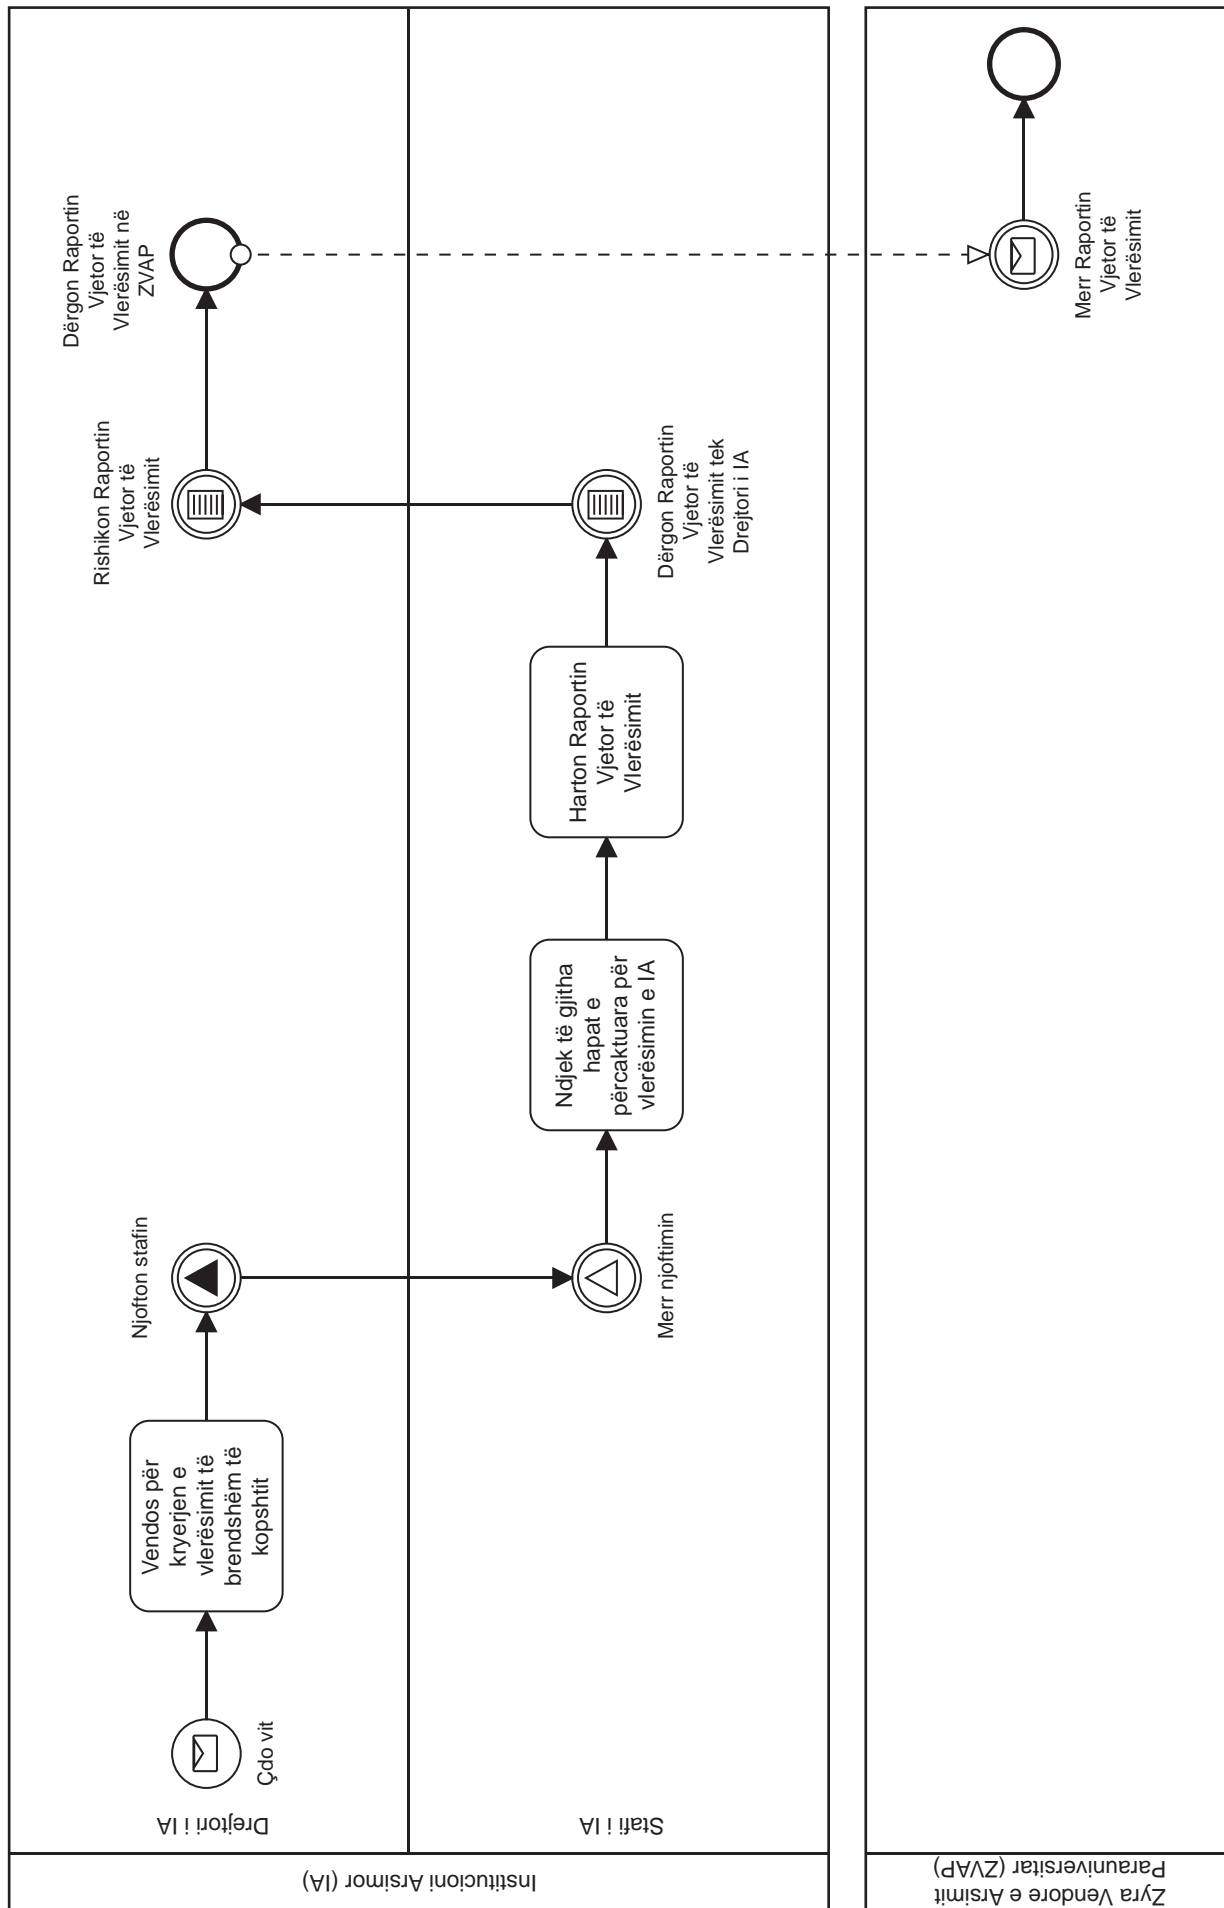 Institucioni Arsimor (IA)
Drejtori i IA
Çdo vit
Vendos për
kryerjen e
vlerësimit të
brendshëm të
kopshtit
Njofton stafin
Rishikon Raportin
Vjetor të
Vlerësimit
Dërgon Raportin
Vjetor të
Vlerësimit në
ZVAP
Stafi i IA
Merr njoftimin
Ndjek të gjitha
hapat e
përcaktuara për
vlerësimin e IA
Harton Raportin
Vjetor të
Vlerësimit
Dërgon Raportin
Vjetor të
Vlerësimit tek
Drejtori i IA
Zyra Vendore e Arsimit
Parauniversitar (ZVAP)
Merr Raportin
Vjetor të
Vlerësimit